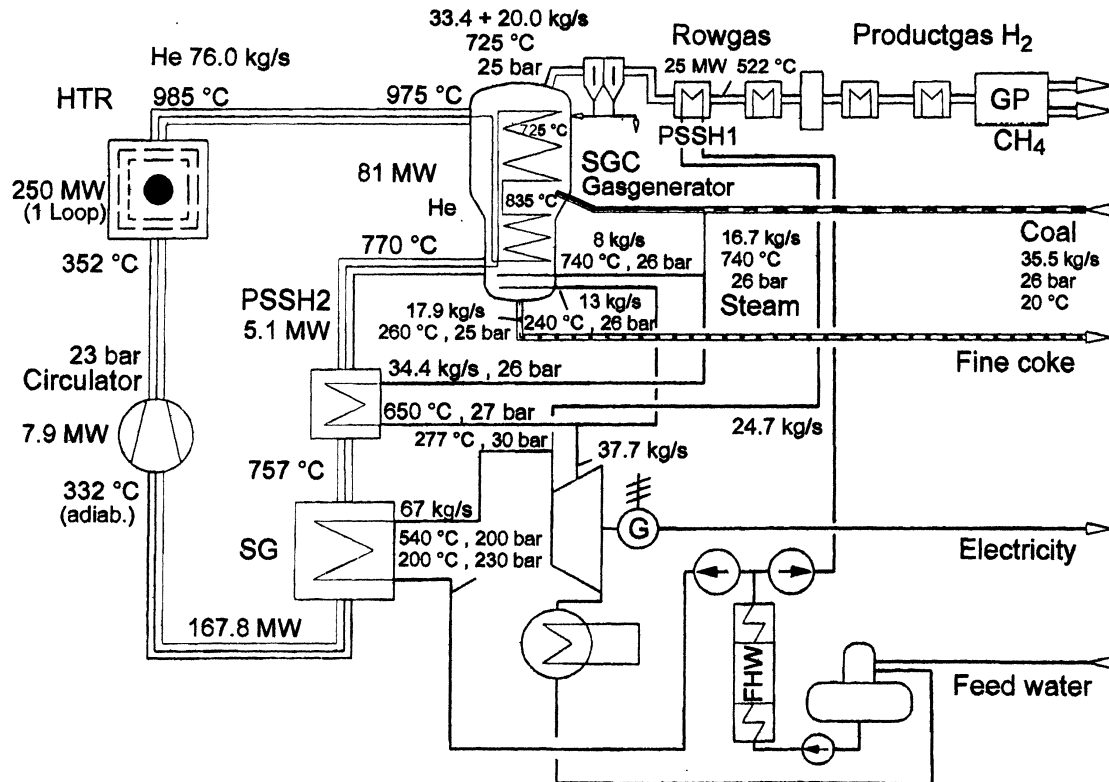 33.4 + 20.0 kg/s
725 °C
25 bar
Rowgas
Productgas H2
25 MW 522 °C
He 76.0 kg/s
HTR
985 °C
975 °C
GP
CH4
PSSH1
725 °C
SGC
Gasgenerator
81 MW
250 MW
(1 Loop)
He
835 °C
352 °C
770 °C
8 kg/s
740 °C , 26 bar
16.7 kg/s
740 °C
26 bar
Steam
Coal
35.5 kg/s
26 bar
20 °C
PSSH2
5.1 MW
17.9 kg/s
260 °C, 25 bar
13 kg/s
240 °C , 26 bar
Fine coke
23 bar
Circulator
34.4 kg/s , 26 bar
7.9 MW
650 °C , 27 bar
277 °C , 30 bar
24.7 kg/s
37.7 kg/s
757 °C
332 °C
(adiab.)
67 kg/s
SG
540 °C , 200 bar
200 °C , 230 bar
G
Electricity
167.8 MW
FHW
Feed water